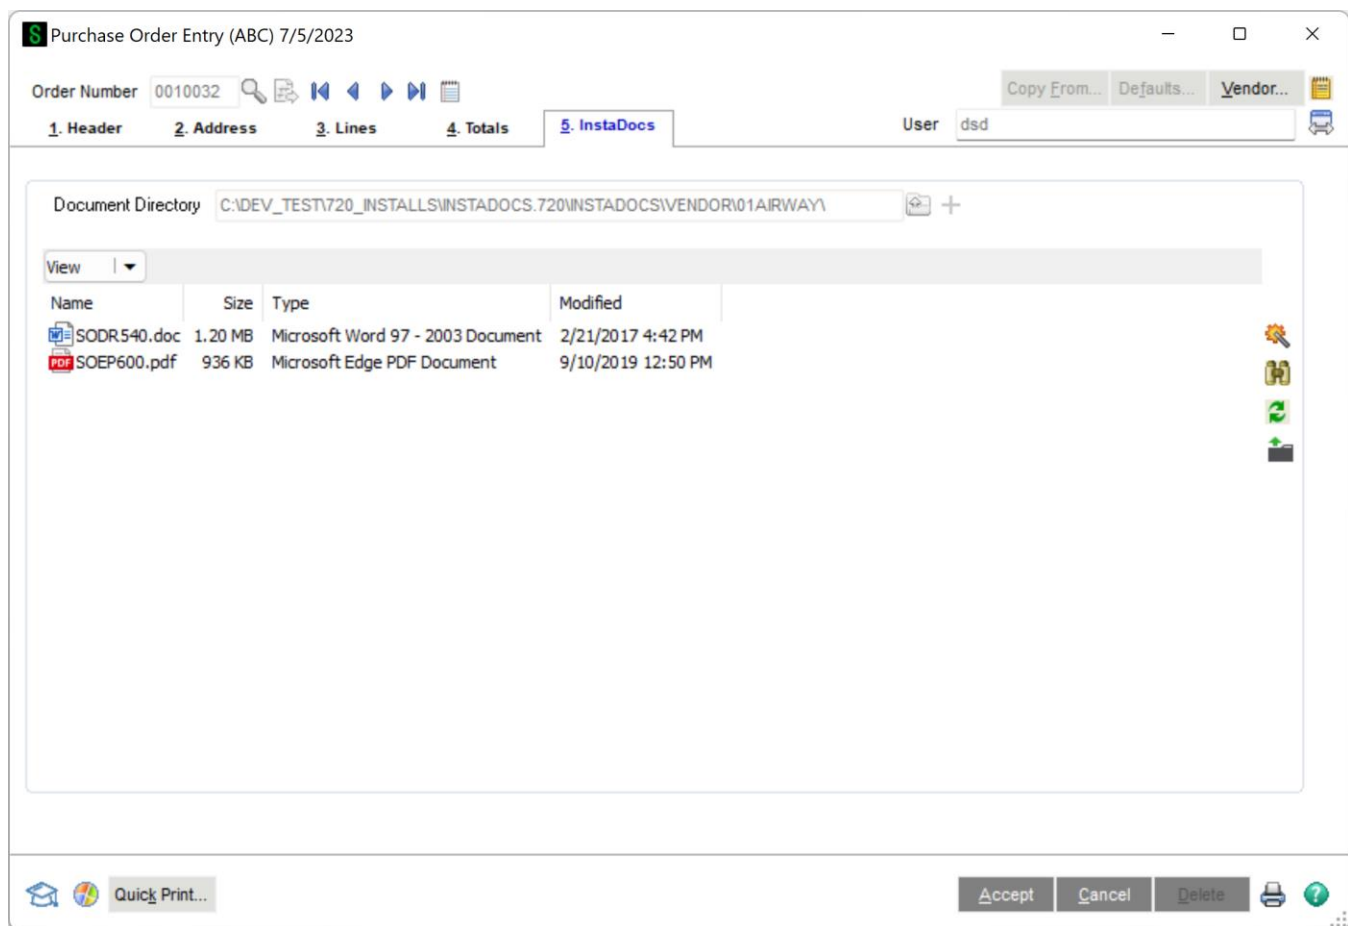 S Purchase Order Entry (ABC) 7/5/2023
Order Number 0010032 Copy From... Defaults... Vendor...
1. Header 2. Address 3. Lines 4. Totals 5. InstaDocs User dsd
Document Directory C:\DEV_TEST\720_INSTALLS\INSTADOCS.720\INSTADOCS\VENDOR\01AIRWAY\
View
Name Size Type Modified
SODR540.doc 1.20 MB Microsoft Word 97 - 2003 Document 2/21/2017 4:42 PM
PDF SOEP600.pdf 936 KB Microsoft Edge PDF Document 9/10/2019 12:50 PM
Quick Print... Accept Cancel Delete